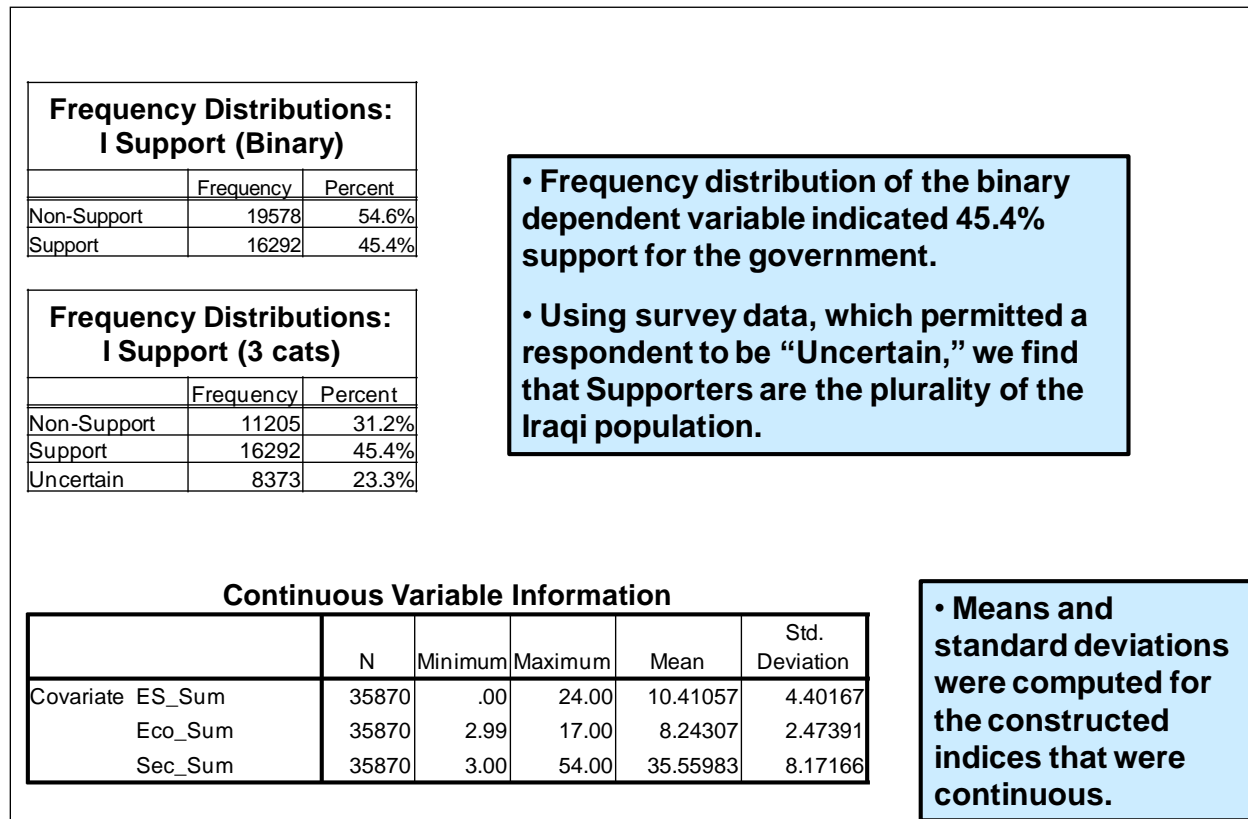 Frequency Distributions:
I Support (Binary)
Frequency Percent
Non-Support 19578 54.6%
Support 16292 45.4%
Frequency Distributions:
I Support (3 cats)
Frequency Percent
Non-Support 11205 31.2%
Support 16292 45.4%
Uncertain 8373 23.3%
• Frequency distribution of the binary
dependent variable indicated 45.4%
support for the government.
• Using survey data, which permitted a
respondent to be “Uncertain,” we find
that Supporters are the plurality of the
Iraqi population.
Continuous Variable Information
N Minimum Maximum Mean Std.
Deviation
Covariate ES_Sum 35870 .00 24.00 10.41057 4.40167
Eco_Sum 35870 2.99 17.00 8.24307 2.47391
Sec_Sum 35870 3.00 54.00 35.55983 8.17166
• Means and
standard deviations
were computed for
the constructed
indices that were
continuous.